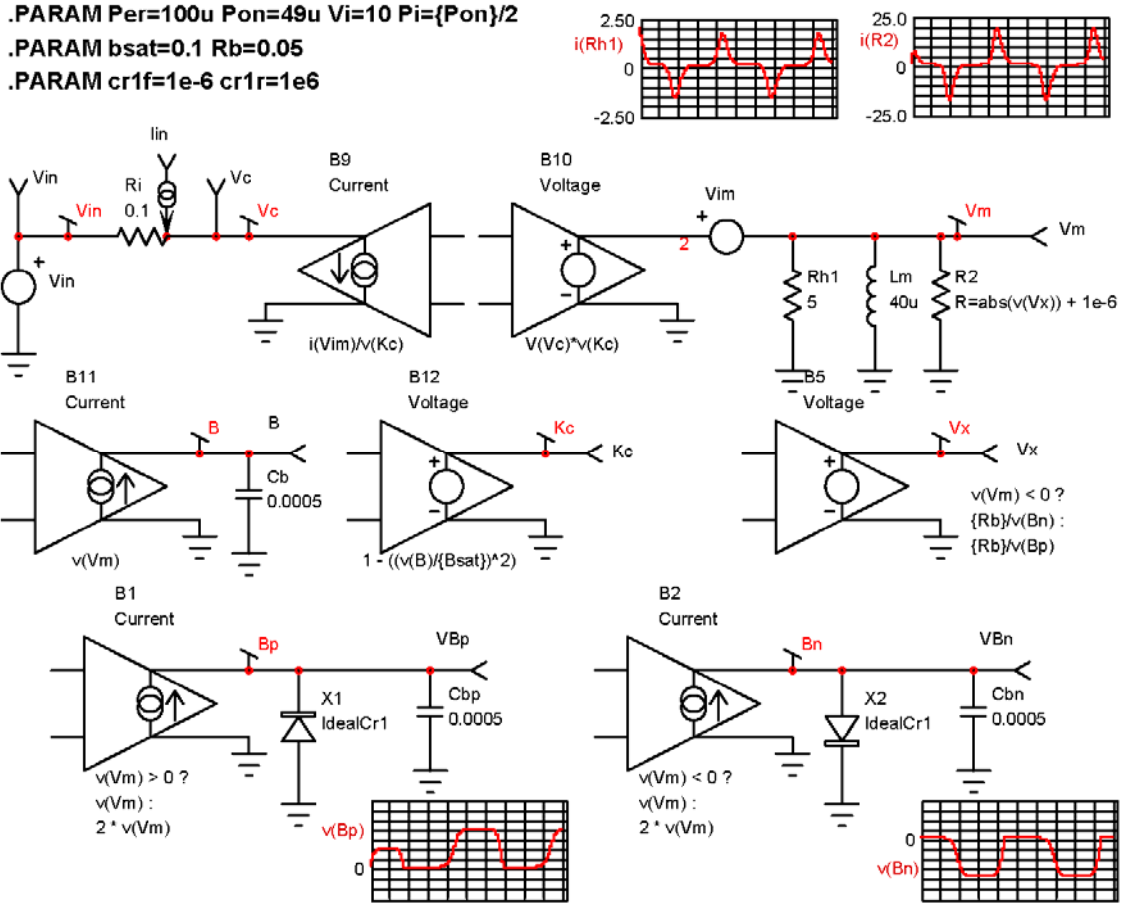 .PARAM Per=100u Pon=49u Vi=10 Pi={Pon}/2
.PARAM bsat=0.1 Rb=0.05
.PARAM cr1f=1e-6 cr1r=1e6
2.50
i(Rh1)
0
-2.50
25.0
i(R2)
0
-25.0
Iin
Vin
Ri
0.1
Vin
Vc
Vc
+
Vin
B9
Current
i(Vim)/v(Kc)
B10
Voltage
+
−
V(Vc)*v(Kc)
Vim
+
2
Vm
Vm
Rh1
5
Lm
40u
R2
R=abs(v(Vx)) + 1e-6
B11
Current
B
B
Cb
0.0005
v(Vm)
B12
Voltage
+
−
Kc
Kc
1 - ((v(B)/{Bsat})^2)
B5
Voltage
+
−
Vx
Vx
v(Vm) < 0 ?
{Rb}/v(Bn) :
{Rb}/v(Bp)
B1
Current
Bp
VBp
X1
IdealCr1
Cbp
0.0005
v(Vm) > 0 ?
v(Vm) :
2 * v(Vm)
v(Bp)
0
B2
Current
Bn
VBn
X2
IdealCr1
Cbn
0.0005
v(Vm) < 0 ?
v(Vm) :
2 * v(Vm)
0
v(Bn)